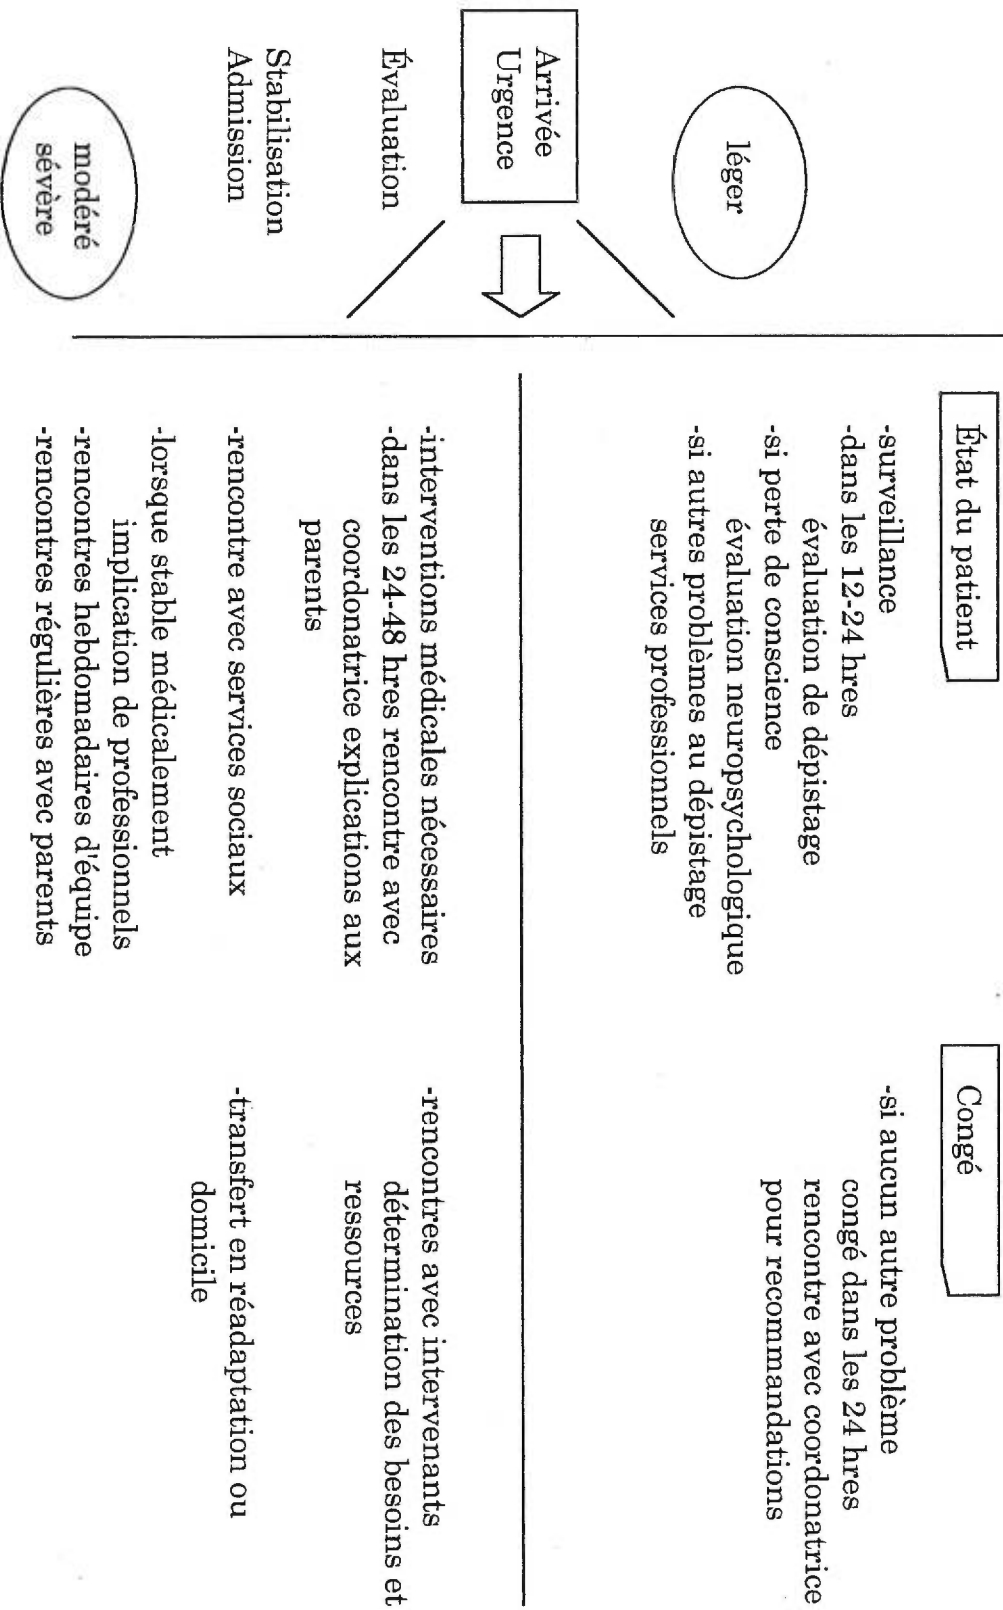 léger
Arrivée
Urgence
Évaluation
Stabilisation
Admission
modéré
sévère
État du patient
-surveillance
-dans les 12-24 hres
évaluation de dépistage
-si perte de conscience
évaluation neuropsychologique
-si autres problèmes au dépistage
services professionnels
-interventions médicales nécessaires
-dans les 24-48 hres rencontre avec
coordonatrice explications aux
parents
-rencontre avec services sociaux
-lorsque stable médicalement
implication de professionnels
-rencontres hebdomadaires d'équipe
-rencontres régulières avec parents
Congé
-si aucun autre problème
congé dans les 24 hres
rencontre avec coordonatrice
pour recommandations
-rencontres avec intervenants
détermination des besoins et
ressources
-transfert en réadaptation ou
domicile